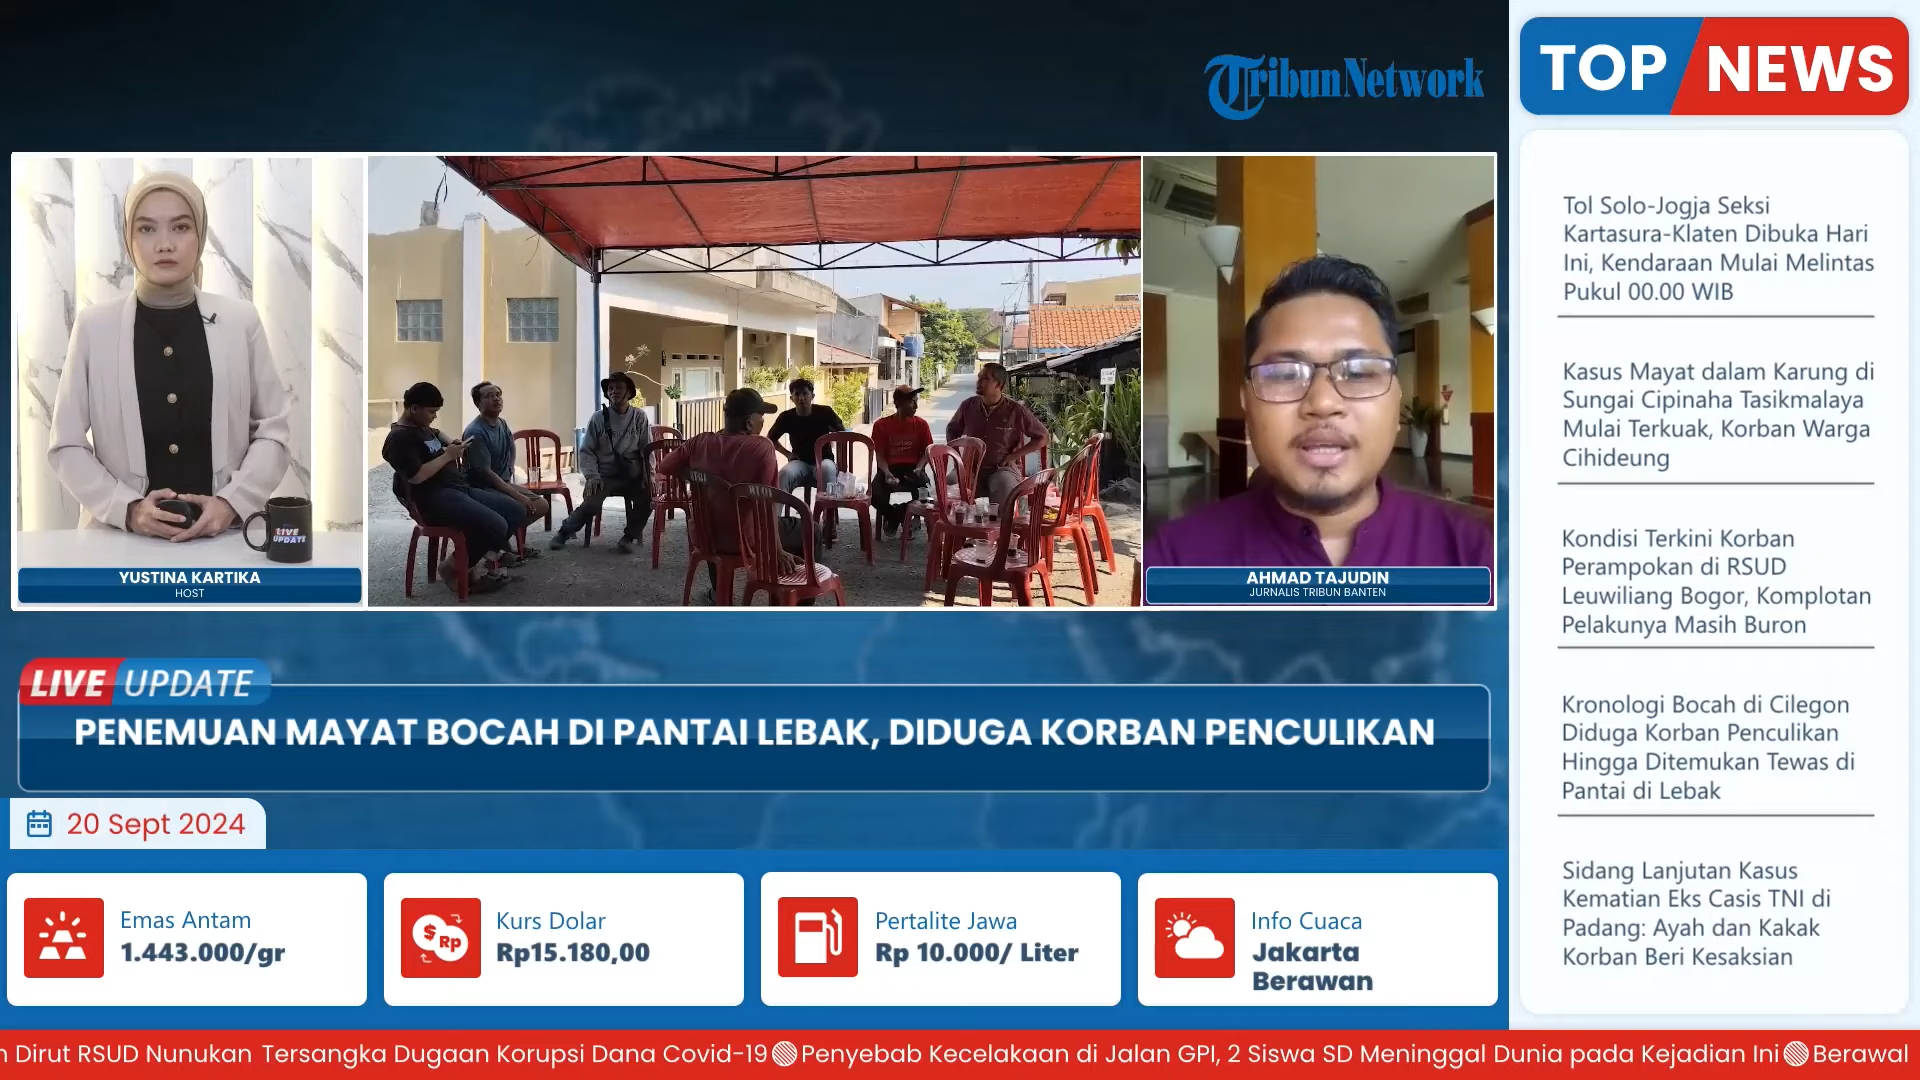 TribunNetwork
TOP NEWS
YUSTINA KARTIKA
HOST
LIVE
UPDATE
AHMAD TAJUDIN
JURNALIS TRIBUN BANTEN
LIVE UPDATE
PENEMUAN MAYAT BOCAH DI PANTAI LEBAK, DIDUGA KORBAN PENCULIKAN
20 Sept 2024
Emas Antam
1.443.000/gr
Kurs Dolar
Rp15.180,00
Pertalite Jawa
Rp 10.000/ Liter
Info Cuaca
Jakarta
Berawan
Tol Solo-Jogja Seksi
Kartasura-Klaten Dibuka Hari
Ini, Kendaraan Mulai Melintas
Pukul 00.00 WIB
Kasus Mayat dalam Karung di
Sungai Cipinaha Tasikmalaya
Mulai Terkuak, Korban Warga
Cihideung
Kondisi Terkini Korban
Perampokan di RSUD
Leuwiliang Bogor, Komplotan
Pelakunya Masih Buron
Kronologi Bocah di Cilegon
Diduga Korban Penculikan
Hingga Ditemukan Tewas di
Pantai di Lebak
Sidang Lanjutan Kasus
Kematian Eks Casis TNI di
Padang: Ayah dan Kakak
Korban Beri Kesaksian
n Dirut RSUD Nunukan Tersangka Dugaan Korupsi Dana Covid-19 Penyebab Kecelakaan di Jalan GPI, 2 Siswa SD Meninggal Dunia pada Kejadian Ini Berawal